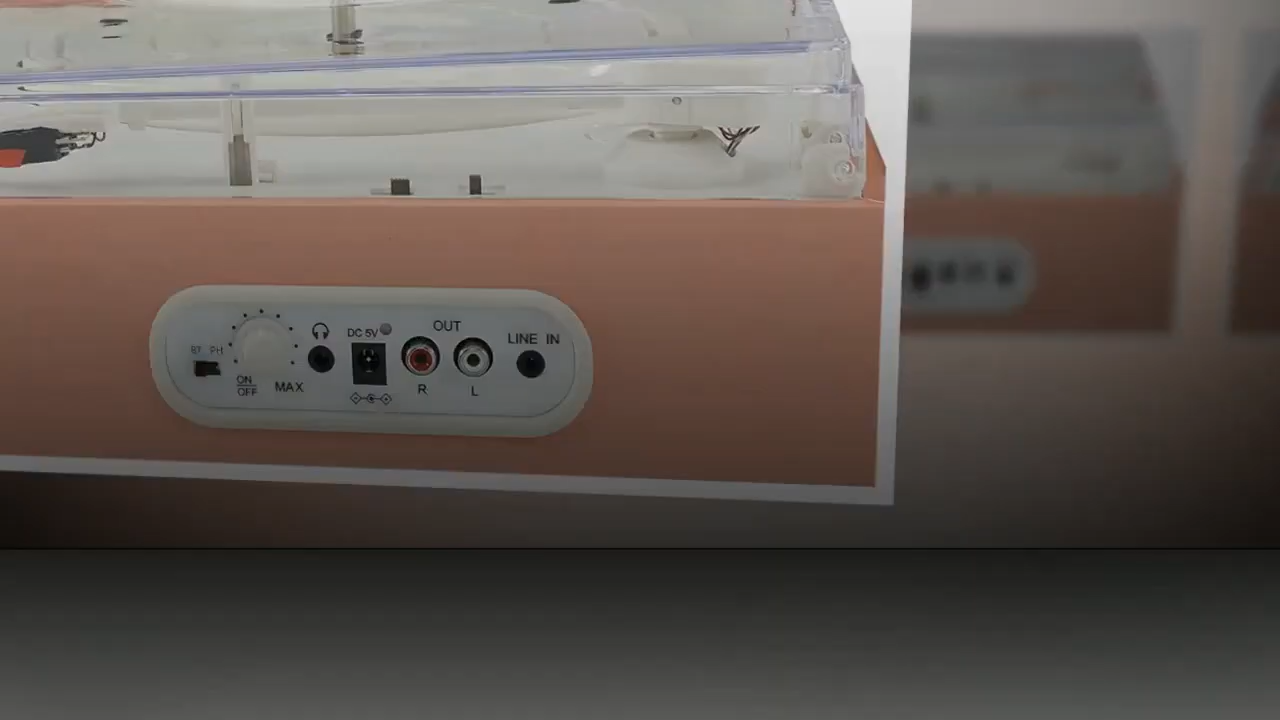 BT PH
ON
OFF
MAX
DC 5V
OUT
R
L
LINE IN